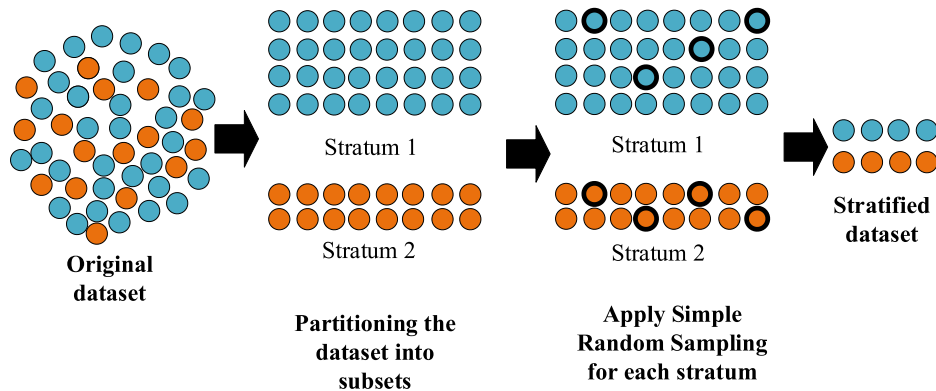 Original
dataset
Stratum 1
Stratum 2
Partitioning the
dataset into
subsets
Stratum 1
Stratum 2
Apply Simple
Random Sampling
for each stratum
Stratified
dataset